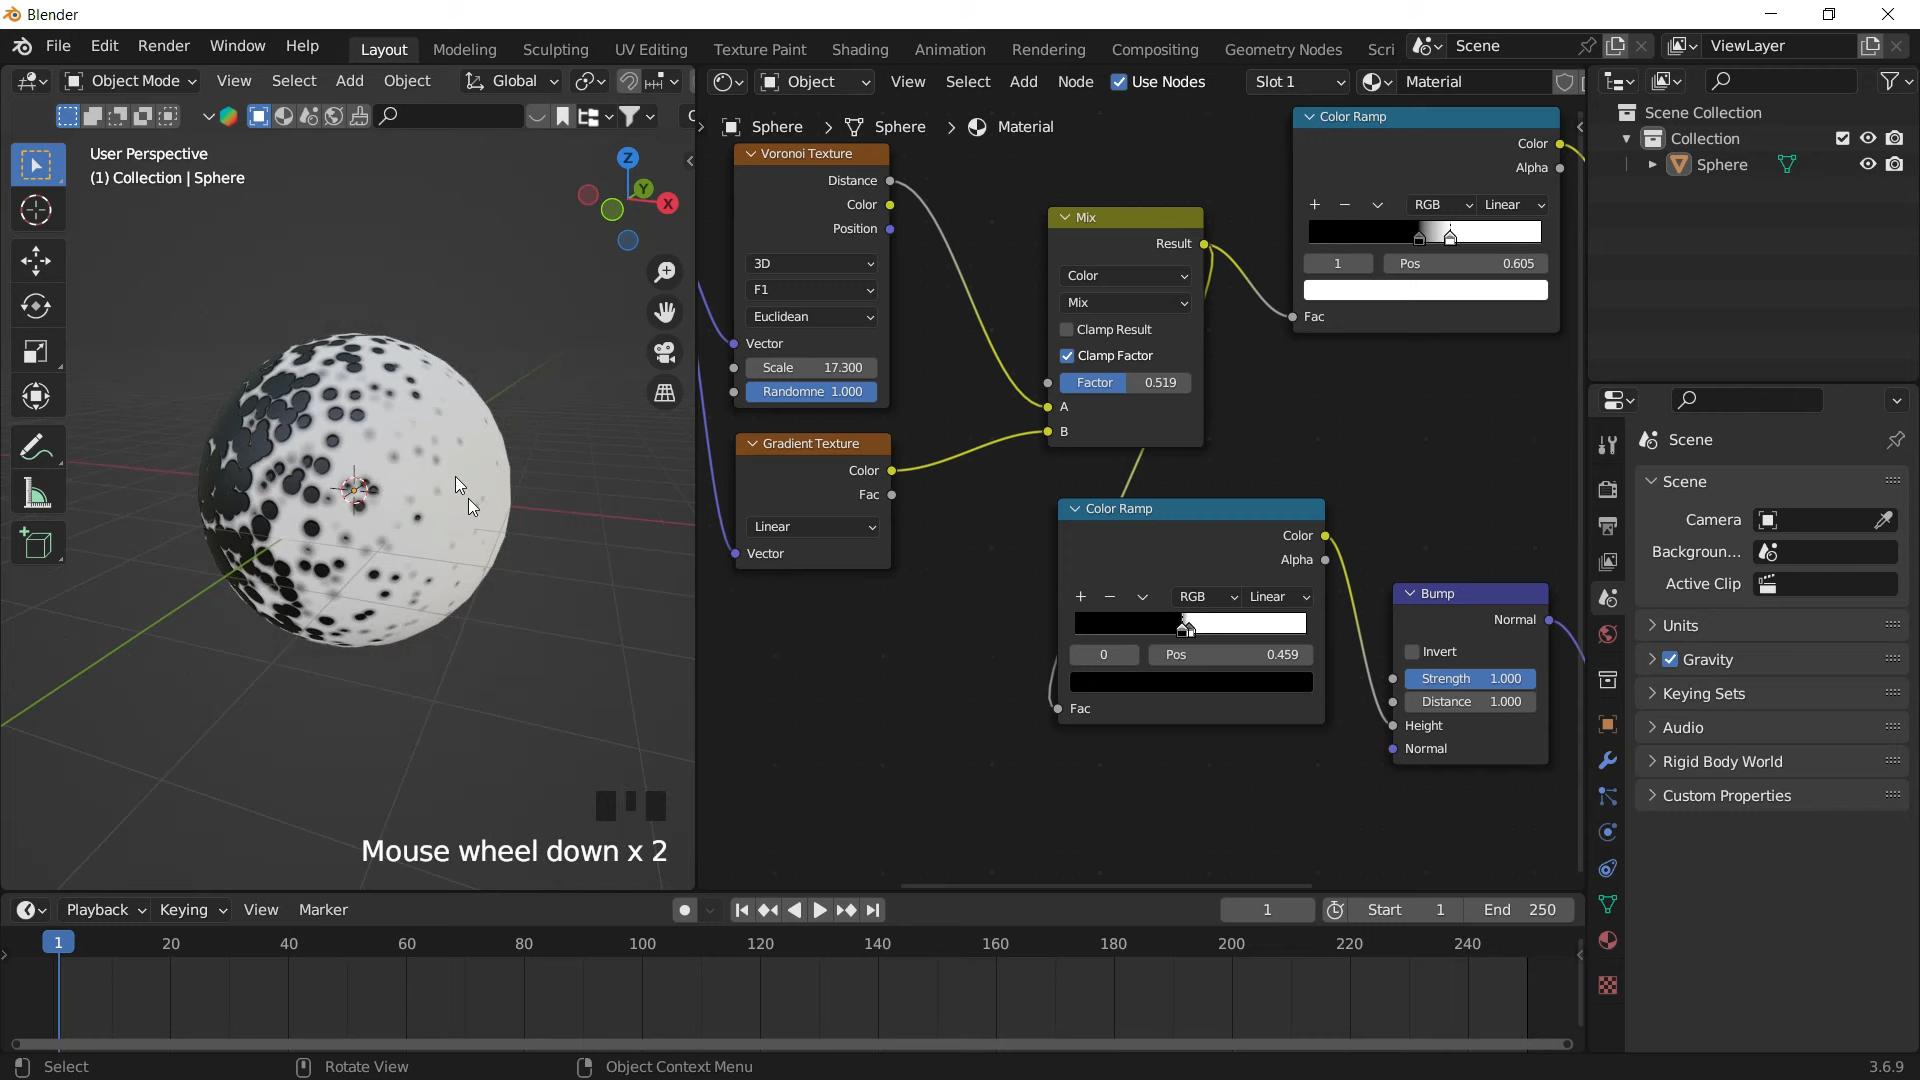 Blender
File Edit Render Window Help
Layout Modeling Sculpting UV Editing Texture Paint Shading Animation Rendering Compositing Geometry Nodes Scri
Scene
ViewLayer
Object Mode View Select Add Object Global
Object View Select Add Node Use Nodes Slot 1 Material
User Perspective
(1) Collection | Sphere
Z
Y
X
Sphere > Sphere > Material
Voronoi Texture
Distance
Color
Position
3D
F1
Euclidean
Vector
Scale 17.300
Randomne 1.000
Gradient Texture
Color
Fac
Linear
Vector
Mix
Result
Color
Mix
Clamp Result
Clamp Factor
Factor 0.519
A
B
Color Ramp
Color
Alpha
RGB Linear
1 Pos 0.605
Fac
Color Ramp
Color
Alpha
RGB Linear
0 Pos 0.459
Fac
Bump
Normal
Invert
Strength 1.000
Distance 1.000
Height
Normal
Mouse wheel down x 2
Scene Collection
Collection
Sphere
Scene
Scene
Camera
Backgroun...
Active Clip
Units
Gravity
Keying Sets
Audio
Rigid Body World
Custom Properties
Playback Keying View Marker
1 Start 1 End 250
1 20 40 60 80 100 120 140 160 180 200 220 240
Select Rotate View Object Context Menu 3.6.9